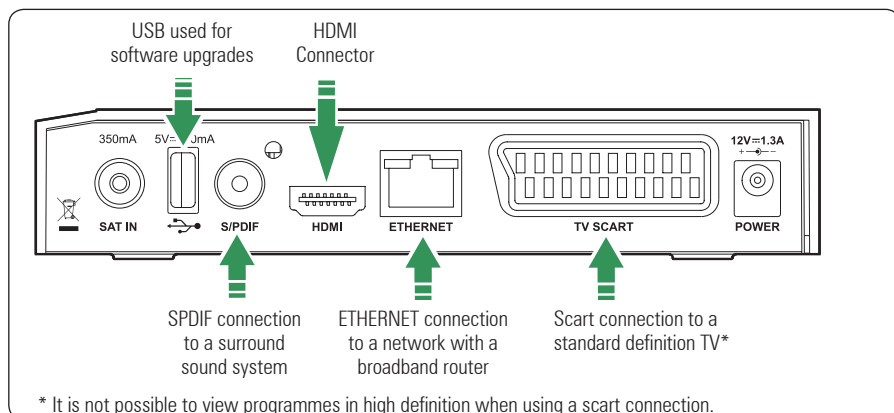 USB used for
software upgrades
HDMI
Connector
350mA
12V⎓1.3A
SAT IN
S/PDIF
HDMI
ETHERNET
TV SCART
POWER
SPDIF connection
to a surround
sound system
ETHERNET connection
to a network with a
broadband router
Scart connection to a
standard definition TV*
* It is not possible to view programmes in high definition when using a scart connection.